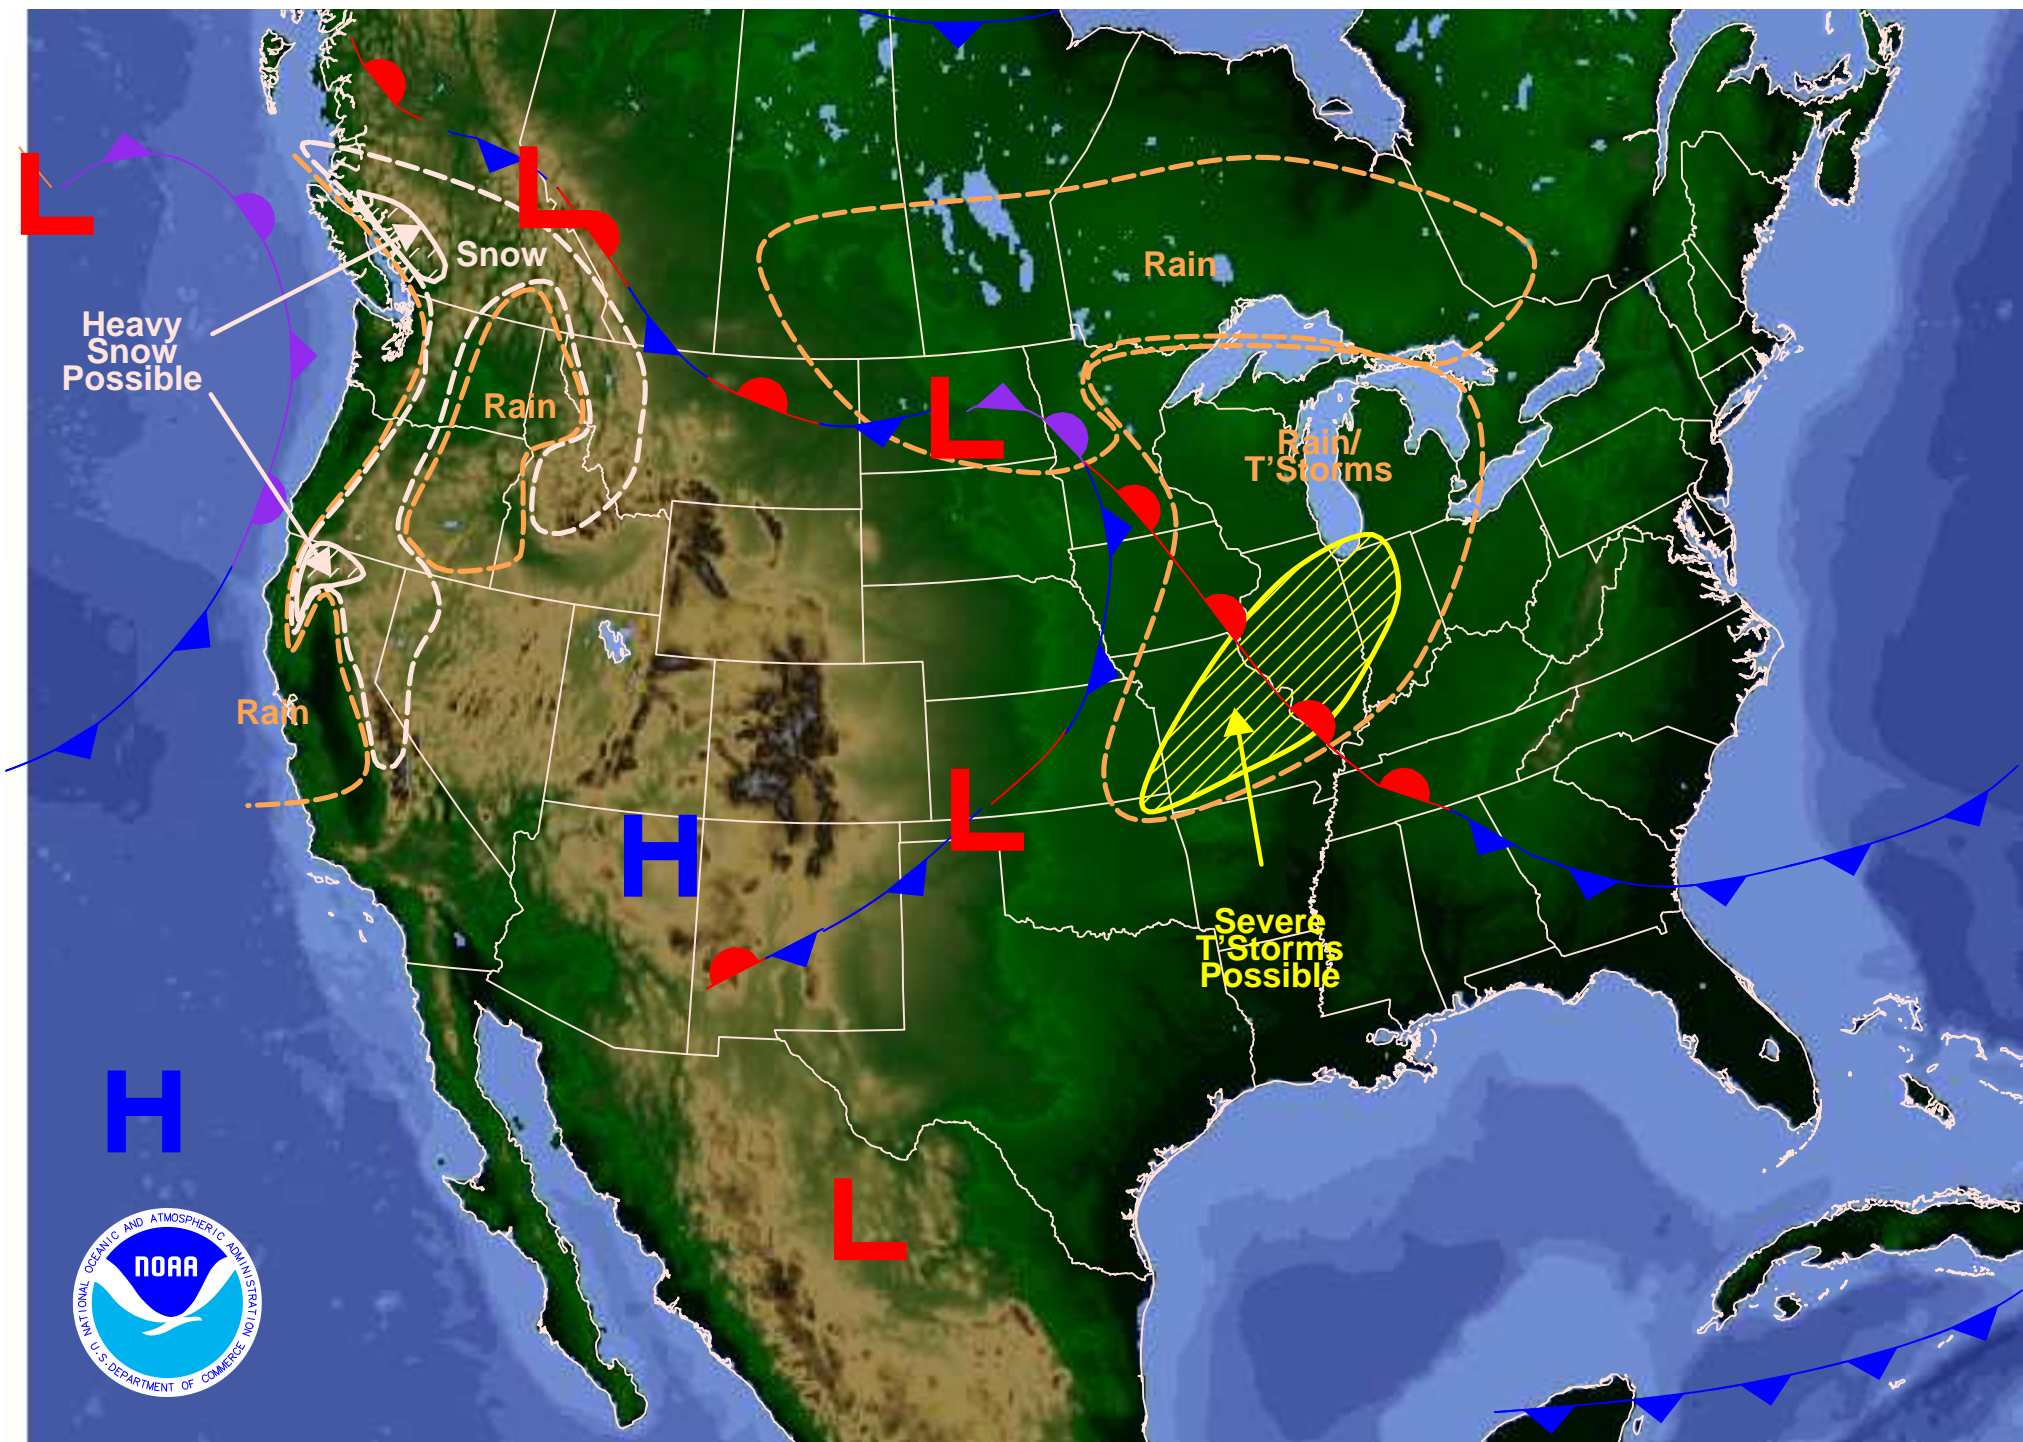 L
L
Snow
Rain
Heavy
Snow
Possible
Rain
L
Rain/
T'Storms
Rain
L
H
Severe
T'Storms
Possible
H
L
NATIONAL OCEANIC AND ATMOSPHERIC ADMINISTRATION
NOAA
U.S. DEPARTMENT OF COMMERCE